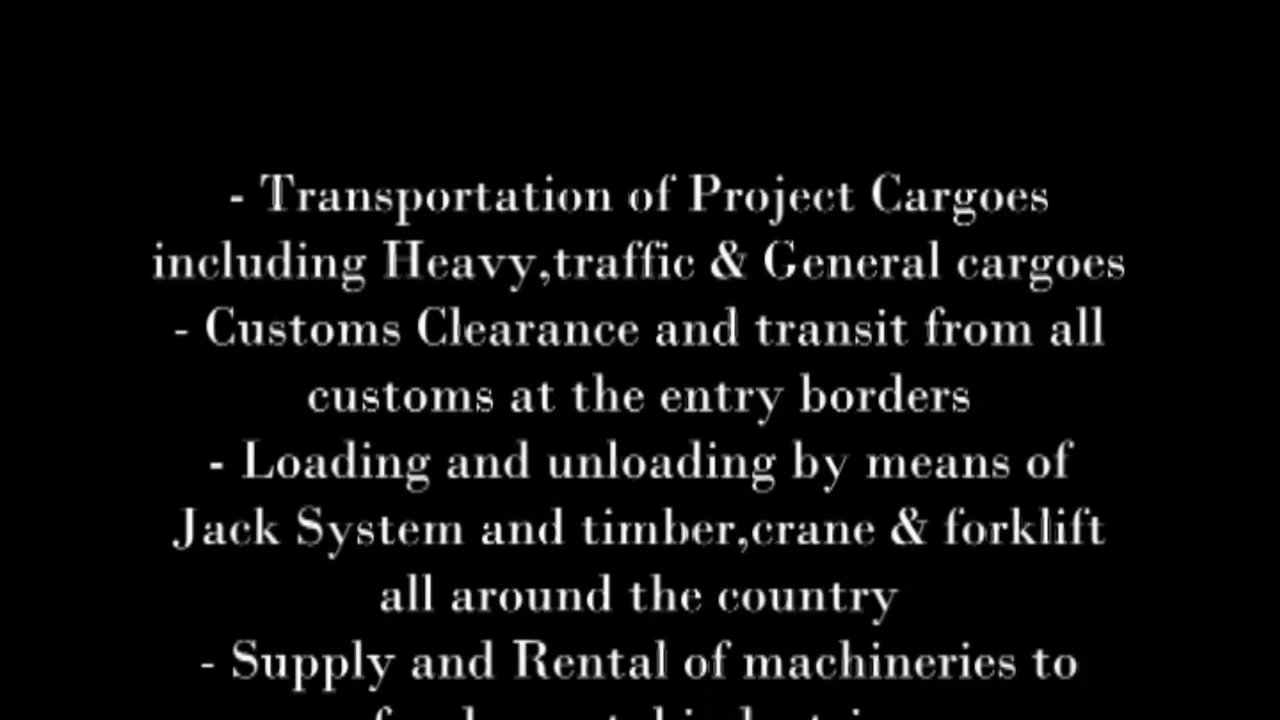 - Transportation of Project Cargoes
including Heavy,traffic & General cargoes
- Customs Clearance and transit from all
customs at the entry borders
- Loading and unloading by means of
Jack System and timber,crane & forklift
all around the country
- Supply and Rental of machineries to